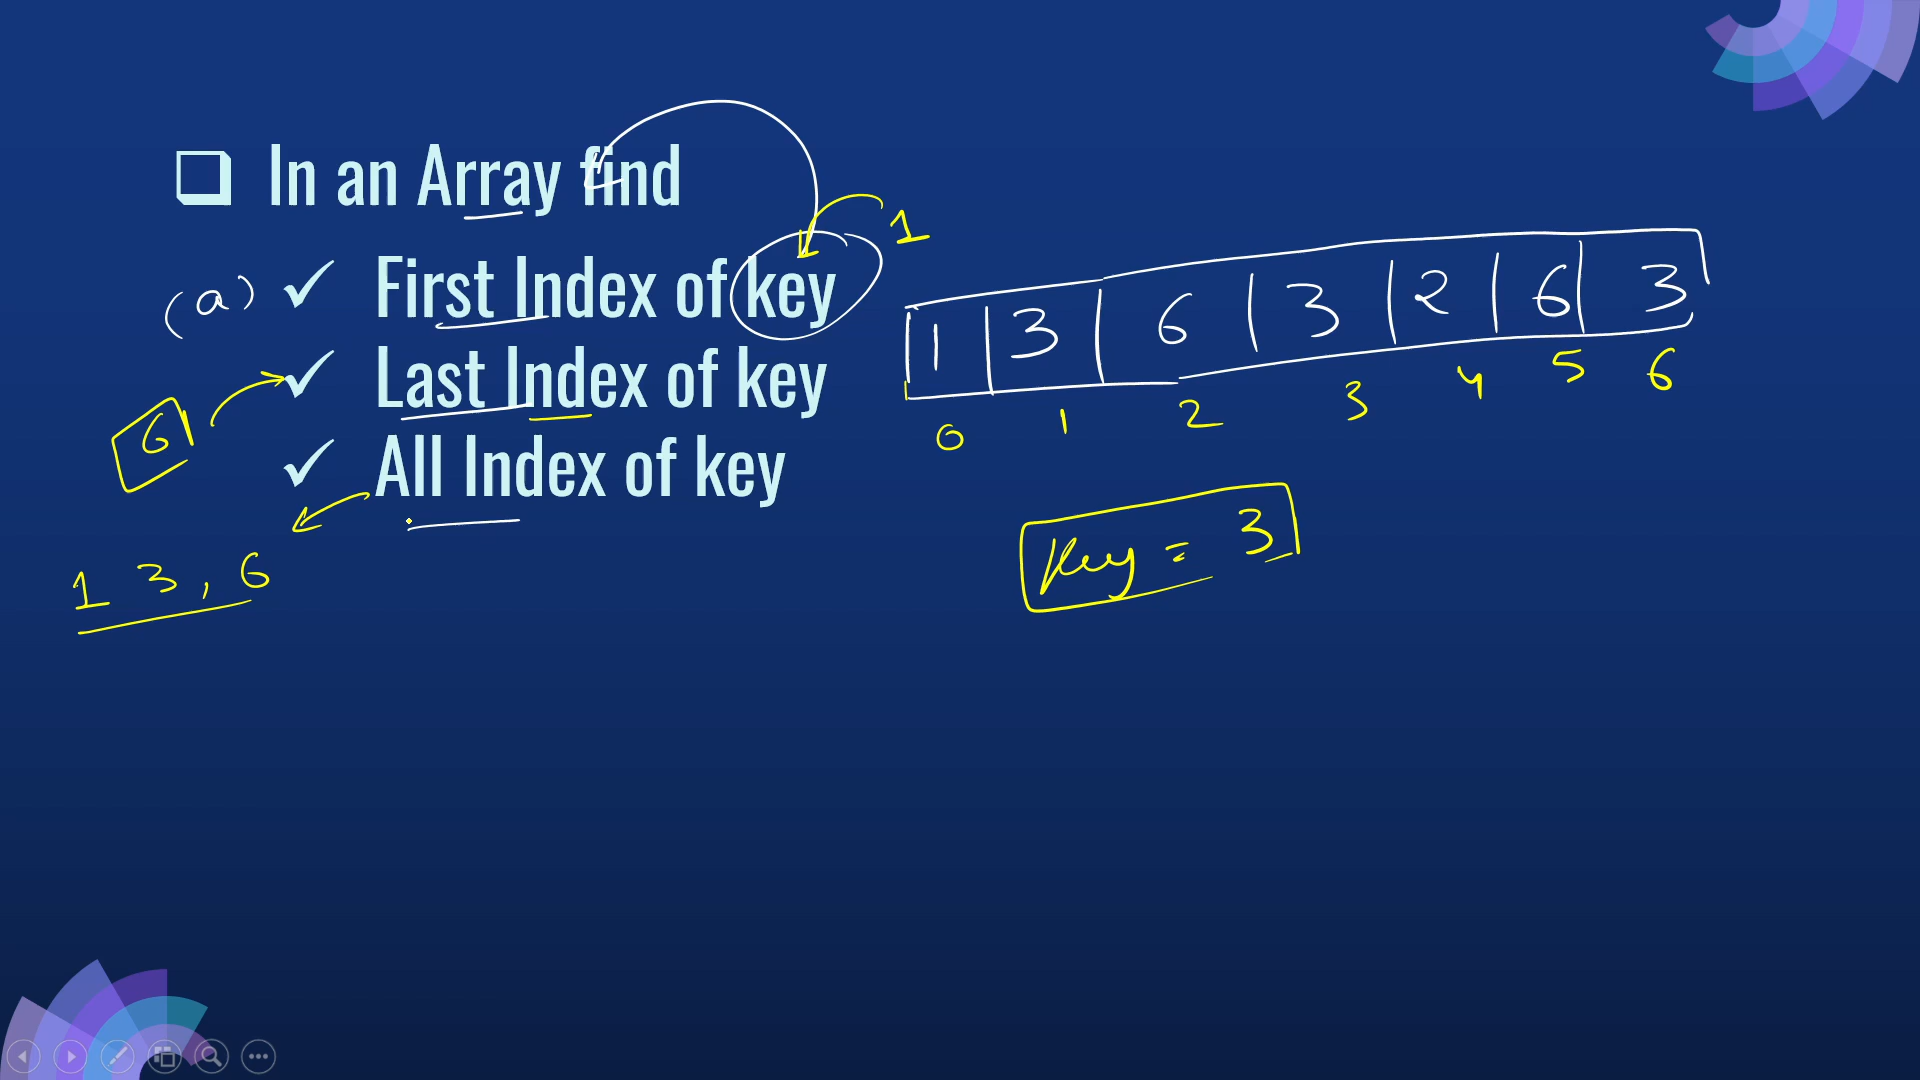 In an Array find
1
(a) ✓ First Index of key
1 | 3 | 6 | 3 | 2 | 6 | 3
0 1 2 3 4 5 6
✓ Last Index of key
6
✓ All Index of key
1 3, 6
Key = 3